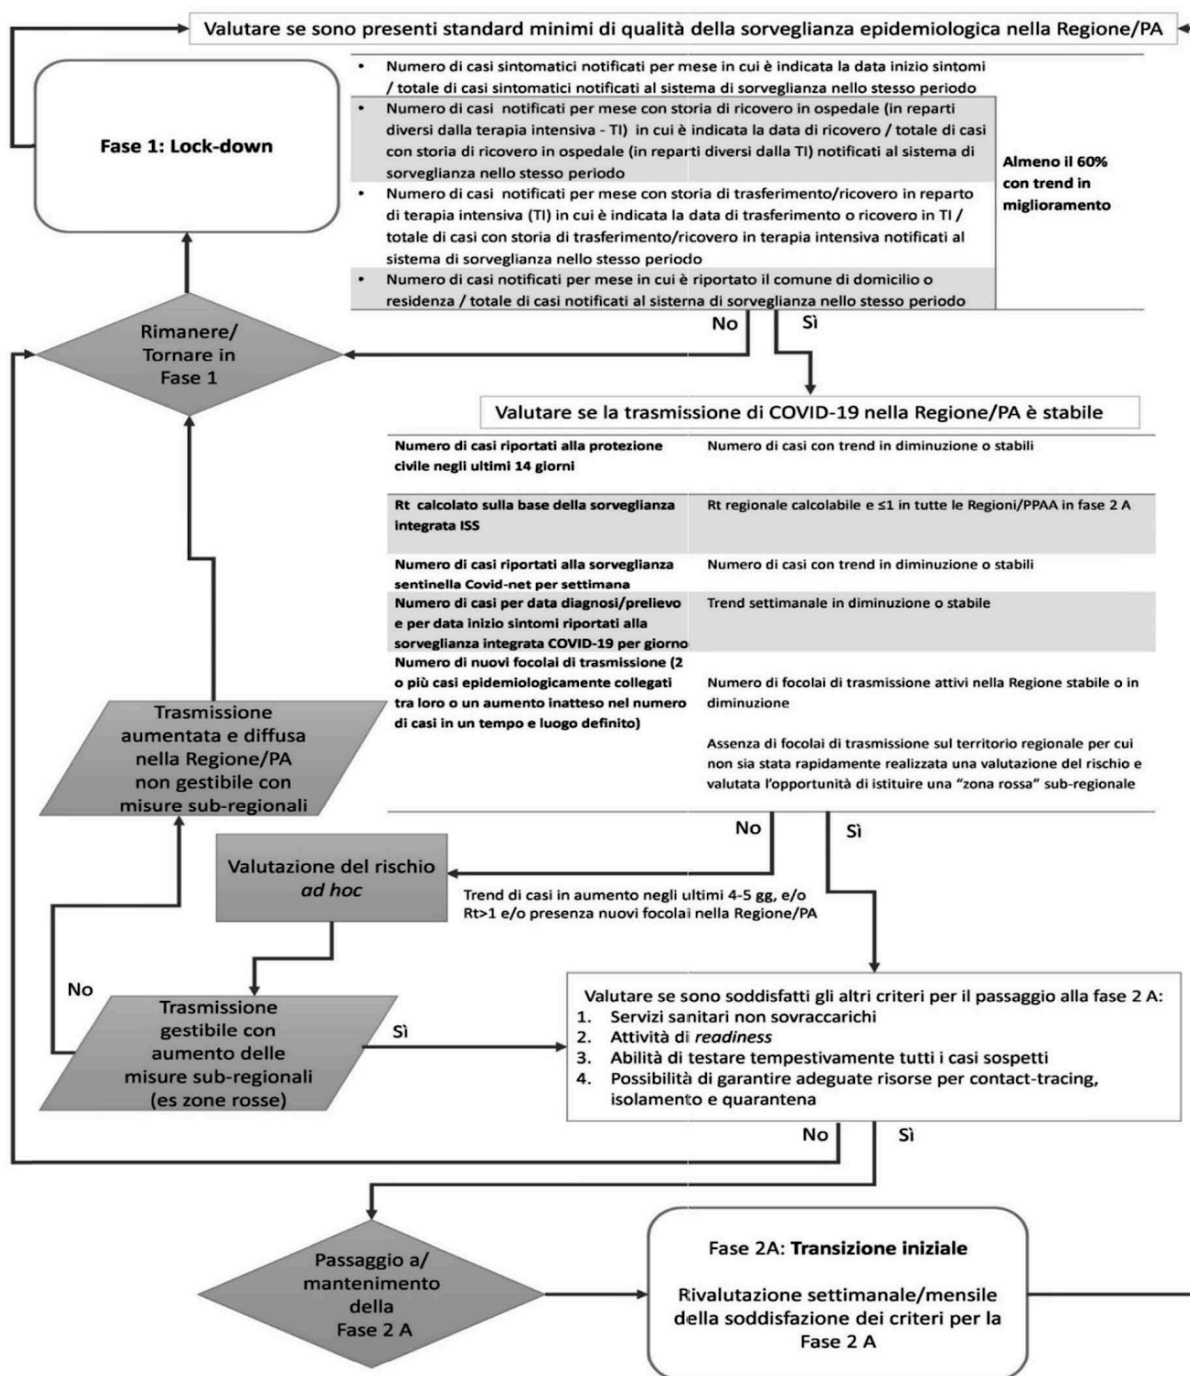 Valutare se sono presenti standard minimi di qualità della sorveglianza epidemiologica nella Regione/PA
Fase 1: Lock-down
• Numero di casi sintomatici notificati per mese in cui è indicata la data inizio sintomi
/ totale di casi sintomatici notificati al sistema di sorveglianza nello stesso periodo
• Numero di casi notificati per mese con storia di ricovero in ospedale (in reparti
diversi dalla terapia intensiva - TI) in cui è indicata la data di ricovero / totale di casi
con storia di ricovero in ospedale (in reparti diversi dalla TI) notificati al sistema di
sorveglianza nello stesso periodo
• Numero di casi notificati per mese con storia di trasferimento/ricovero in reparto
di terapia intensiva (TI) in cui è indicata la data di trasferimento o ricovero in TI /
totale di casi con storia di trasferimento/ricovero in terapia intensiva notificati al
sistema di sorveglianza nello stesso periodo
• Numero di casi notificati per mese in cui è riportato il comune di domicilio o
residenza / totale di casi notificati al sistema di sorveglianza nello stesso periodo
Almeno il 60%
con trend in
miglioramento
No
Sì
Rimanere/
Tornare in
Fase 1
Valutare se la trasmissione di COVID-19 nella Regione/PA è stabile
Numero di casi riportati alla protezione
civile negli ultimi 14 giorni
Numero di casi con trend in diminuzione o stabili
Rt calcolato sulla base della sorveglianza
integrata ISS
Rt regionale calcolabile e ≤1 in tutte le Regioni/PPAA in fase 2 A
Numero di casi riportati alla sorveglianza
sentinella Covid-net per settimana
Numero di casi con trend in diminuzione o stabili
Numero di casi per data diagnosi/prelievo
e per data inizio sintomi riportati alla
sorveglianza integrata COVID-19 per giorno
Trend settimanale in diminuzione o stabile
Numero di nuovi focolai di trasmissione (2
o più casi epidemiologicamente collegati
tra loro o un aumento inatteso nel numero
di casi in un tempo e luogo definito)
Numero di focolai di trasmissione attivi nella Regione stabile o in
diminuzione
Assenza di focolai di trasmissione sul territorio regionale per cui
non sia stata rapidamente realizzata una valutazione del rischio e
valutata l'opportunità di istituire una "zona rossa" sub-regionale
Trasmissione
aumentata e diffusa
nella Regione/PA
non gestibile con
misure sub-regionali
No
Sì
Valutazione del rischio
ad hoc
Trend di casi in aumento negli ultimi 4-5 gg, e/o
Rt>1 e/o presenza nuovi focolai nella Regione/PA
No
Trasmissione
gestibile con
aumento delle
misure sub-regionali
(es zone rosse)
Sì
Valutare se sono soddisfatti gli altri criteri per il passaggio alla fase 2 A:
1. Servizi sanitari non sovraccarichi
2. Attività di readiness
3. Abilità di testare tempestivamente tutti i casi sospetti
4. Possibilità di garantire adeguate risorse per contact-tracing,
isolamento e quarantena
No
Sì
Passaggio a/
mantenimento
della
Fase 2 A
Fase 2A: Transizione iniziale
Rivalutazione settimanale/mensile
della soddisfazione dei criteri per la
Fase 2 A